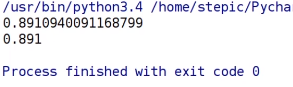 /usr/bin/python3.4 /home/stepic/Pycha
0.8910940091168799
0.891
Process finished with exit code 0